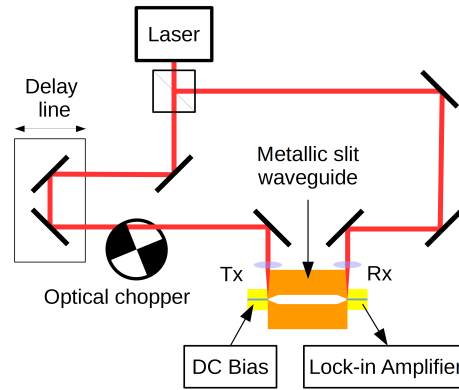 Laser
Delay
line
Metallic slit
waveguide
Tx
Rx
Optical chopper
DC Bias
Lock-in Amplifier